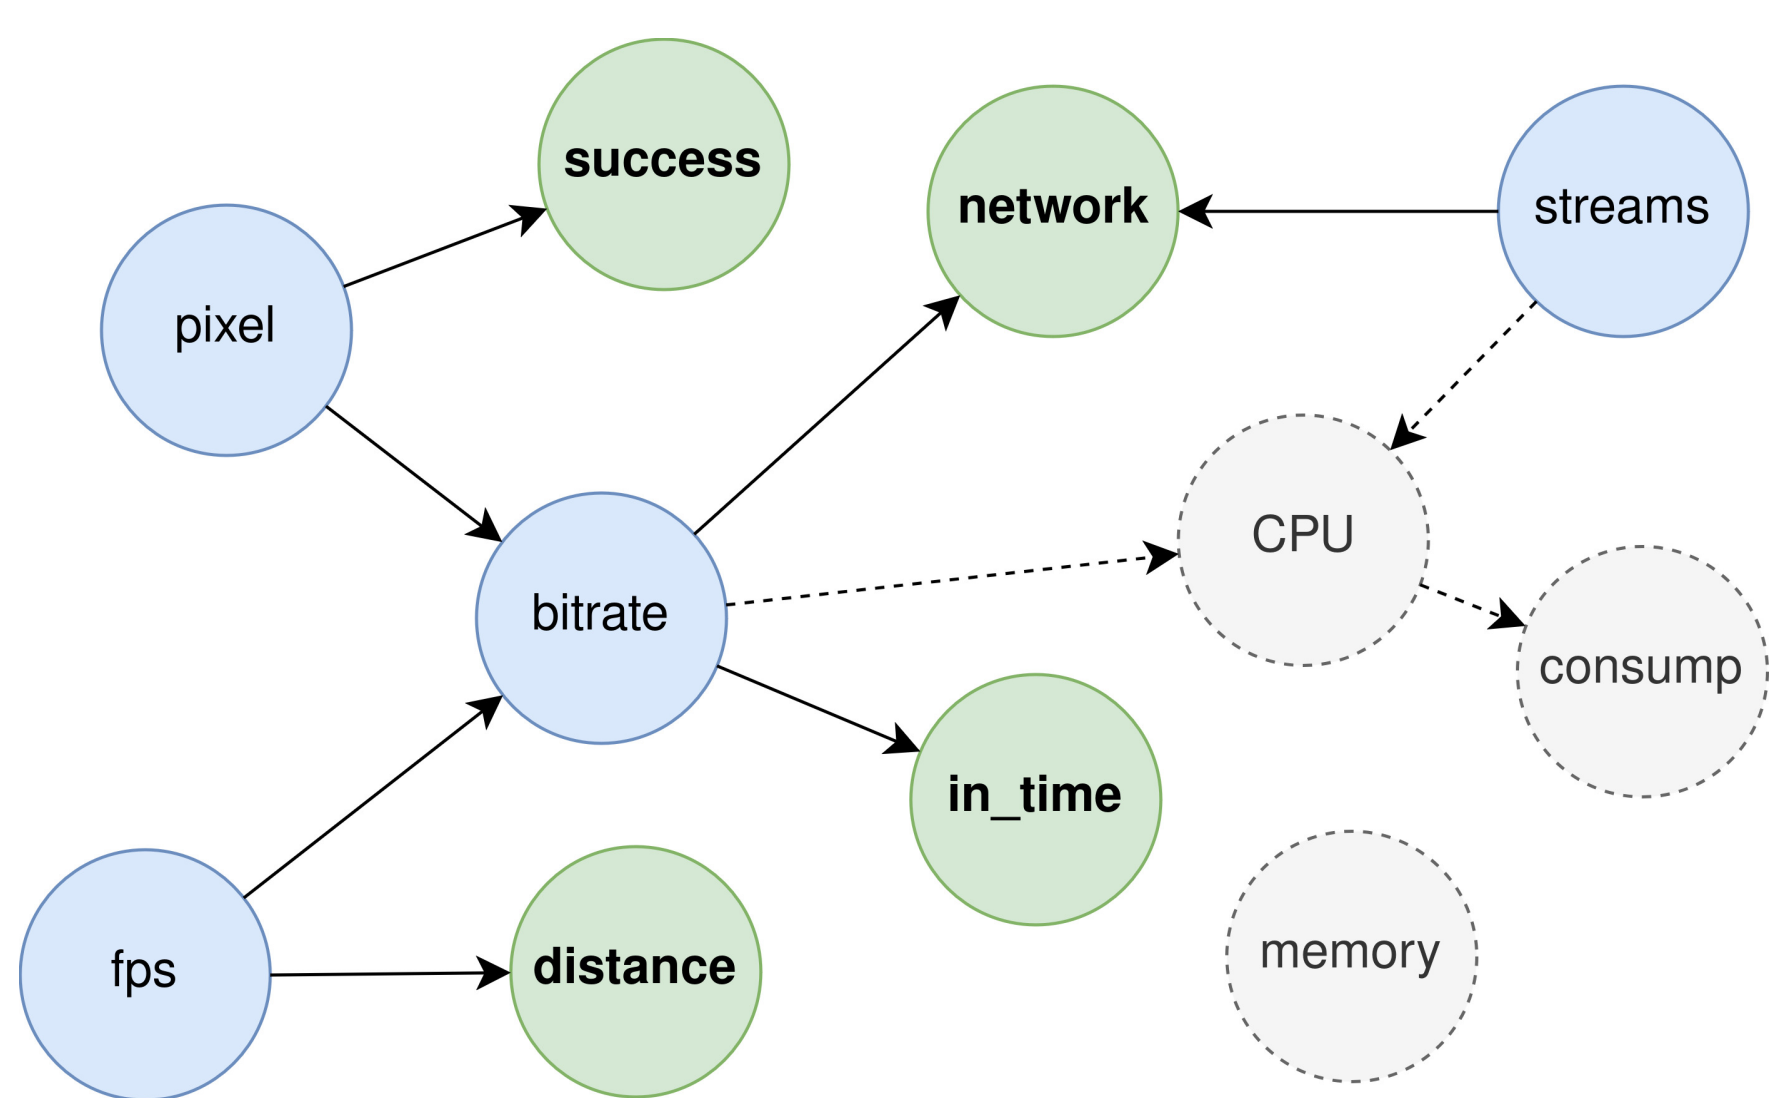 success
network
streams
pixel
CPU
bitrate
consump
in_time
fps
distance
memory